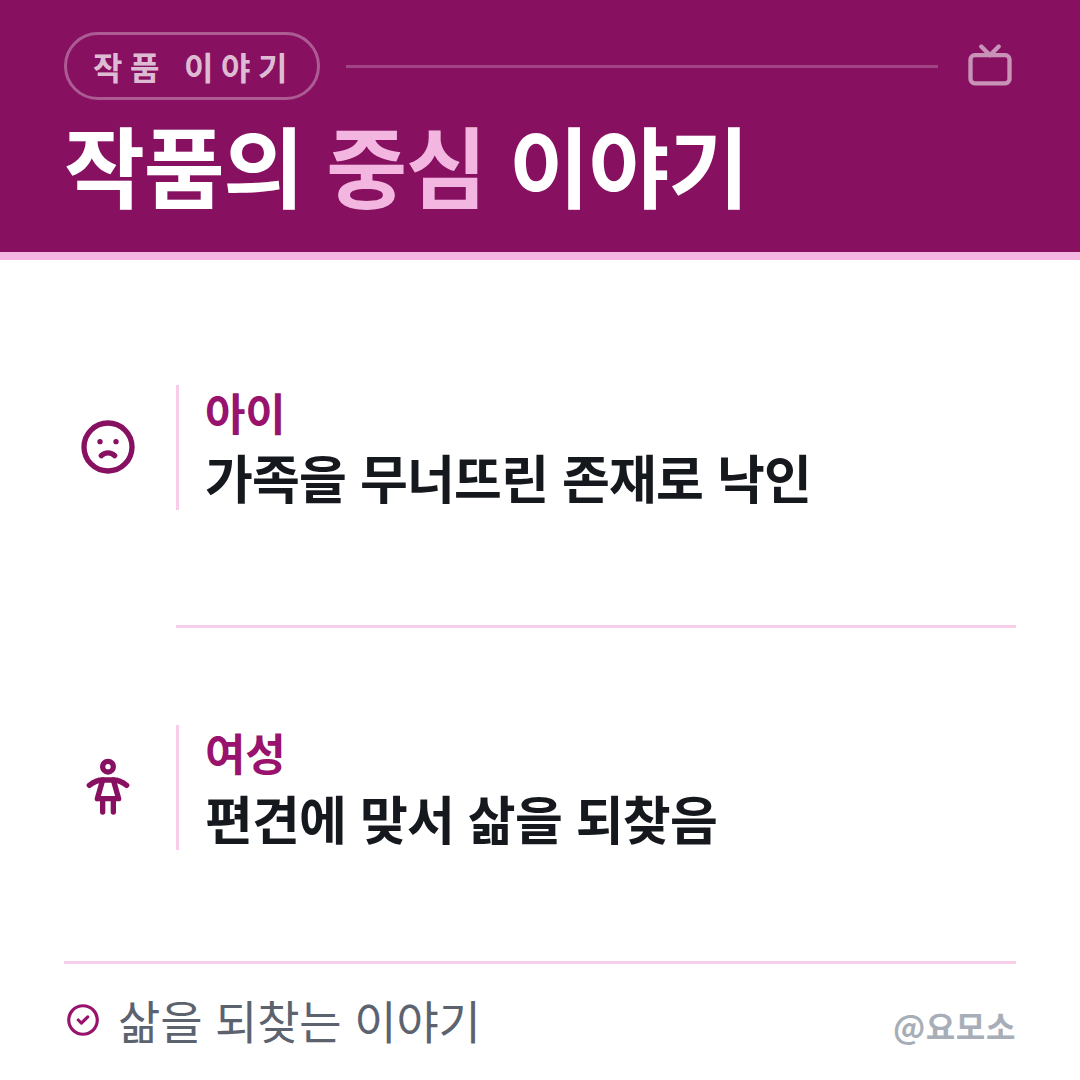 작품 이야기
작품의 중심 이야기
아이
가족을 무너뜨린 존재로 낙인
여성
편견에 맞서 삶을 되찾음
삶을 되찾는 이야기
@요모소